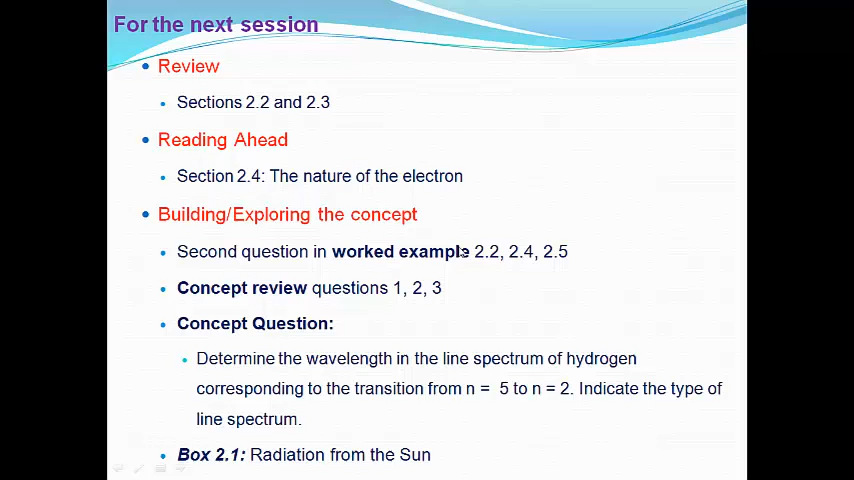 For the next session
Review
Sections 2.2 and 2.3
Reading Ahead
Section 2.4: The nature of the electron
Building/Exploring the concept
Second question in worked example 2.2, 2.4, 2.5
Concept review questions 1, 2, 3
Concept Question:
Determine the wavelength in the line spectrum of hydrogen
corresponding to the transition from n = 5 to n = 2. Indicate the type of
line spectrum.
Box 2.1: Radiation from the Sun